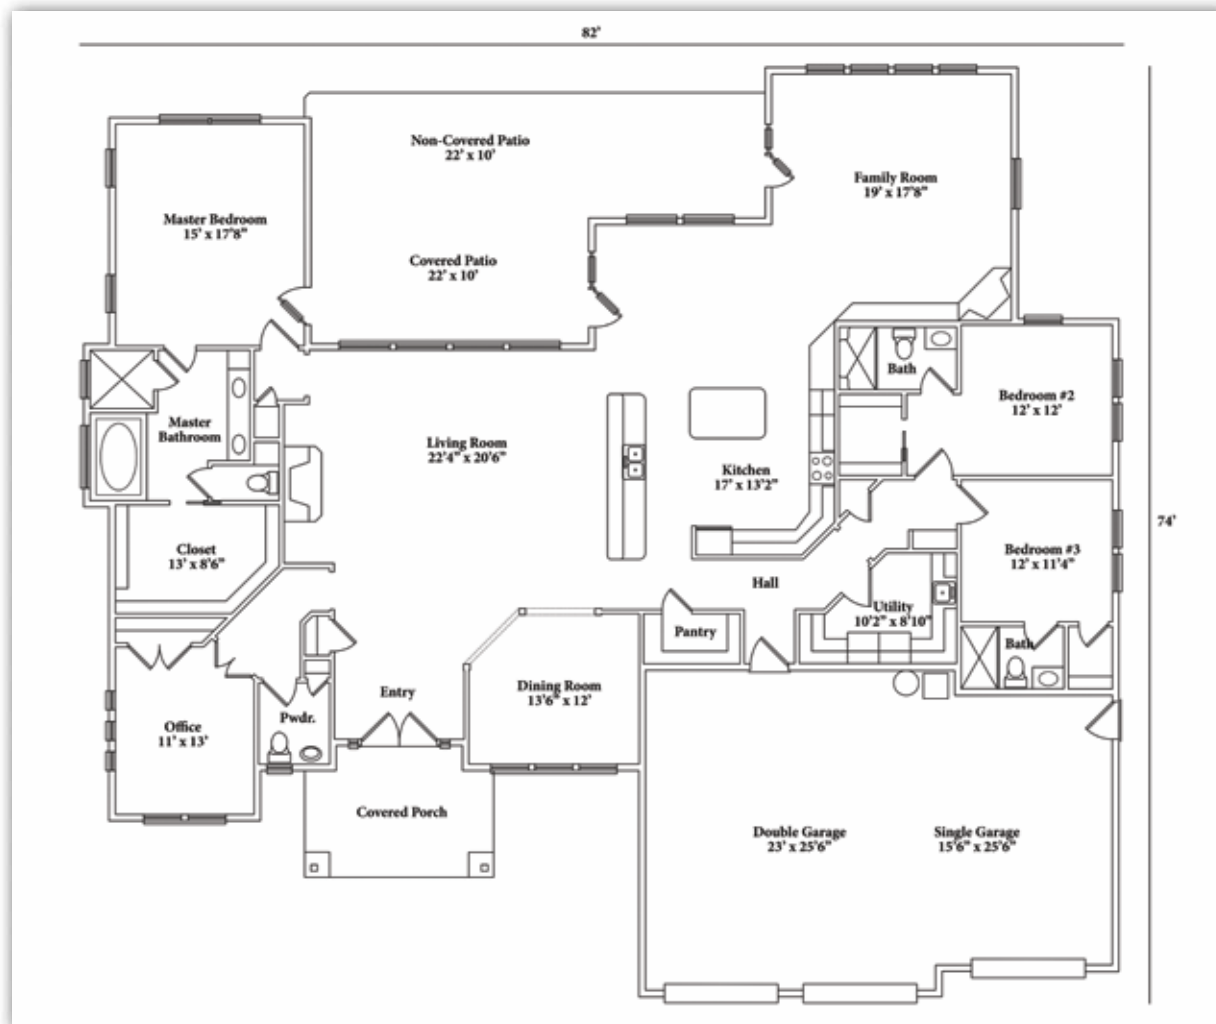 82'
Non-Covered Patio
22' x 10'
Family Room
19' x 17'8"
Master Bedroom
15' x 17'8"
Covered Patio
22' x 10'
Bath
Bedroom #2
12' x 12'
Master
Bathroom
Living Room
22'4" x 20'6"
Kitchen
17' x 13'2"
74'
Closet
13' x 8'6"
Bedroom #3
12' x 11'4"
Hall
Utility
10'2" x 8'10"
Pantry
Bath
Dining Room
13'6" x 12'
Entry
Pwdr.
Office
11' x 13'
Covered Porch
Double Garage
23' x 25'6"
Single Garage
15'6" x 25'6"